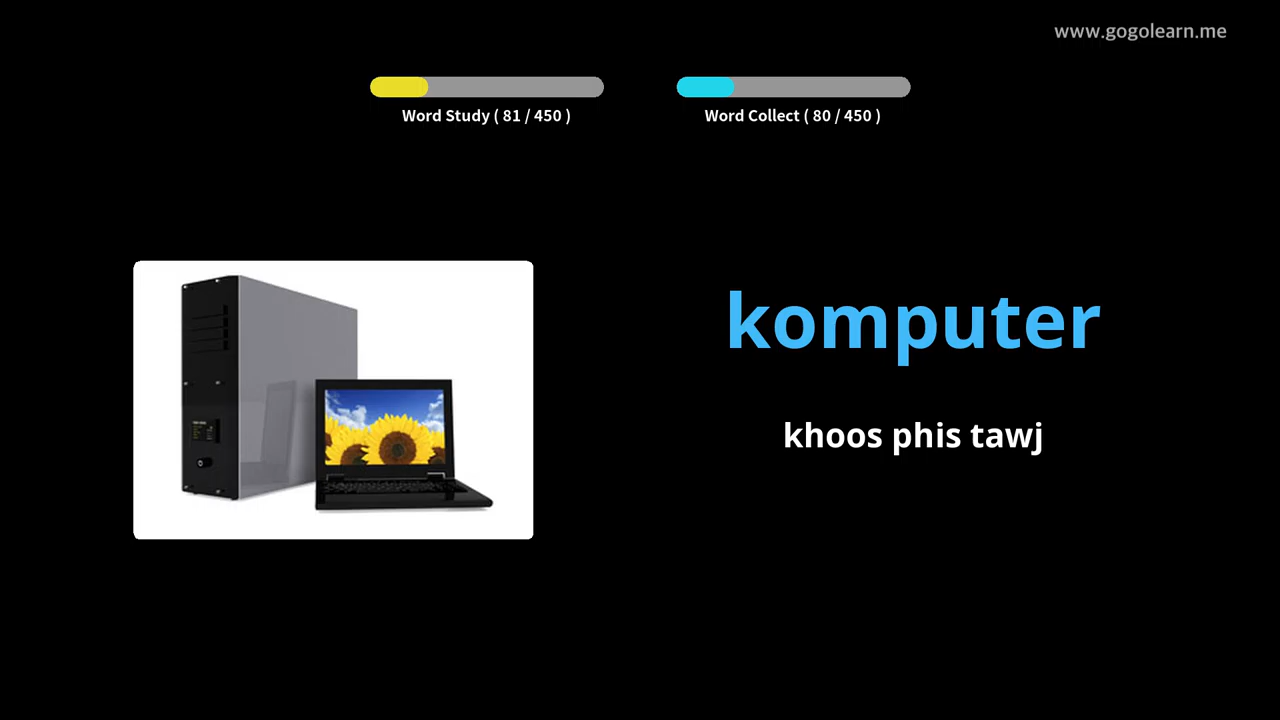 www.gogolearn.me
Word Study ( 81 / 450 )
Word Collect ( 80 / 450 )
komputer
khoos phis tawj